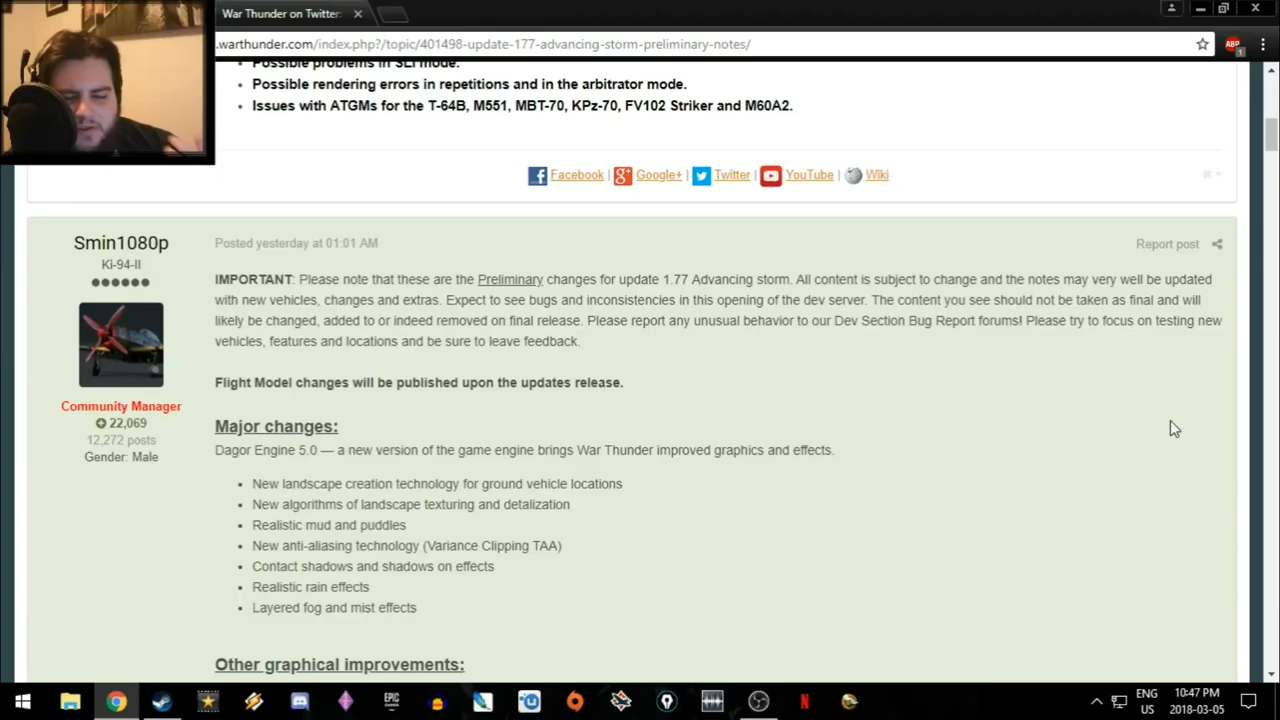 War Thunder on Twitter:
.warthunder.com/index.php?/topic/401498-update-177-advancing-storm-preliminary-notes/
ABP
1
Possible problems in SLI mode.
Possible rendering errors in repetitions and in the arbitrator mode.
Issues with ATGMs for the T-64B, M551, MBT-70, KPz-70, FV102 Striker and M60A2.
Facebook | Google+ | Twitter | YouTube | Wiki
Smin1080p
Ki-94-II
Posted yesterday at 01:01 AM
Report post
IMPORTANT: Please note that these are the Preliminary changes for update 1.77 Advancing storm. All content is subject to change and the notes may very well be updated
with new vehicles, changes and extras. Expect to see bugs and inconsistencies in this opening of the dev server. The content you see should not be taken as final and will
likely be changed, added to or indeed removed on final release. Please report any unusual behavior to our Dev Section Bug Report forums! Please try to focus on testing new
vehicles, features and locations and be sure to leave feedback.
Flight Model changes will be published upon the updates release.
Community Manager
22,069
12,272 posts
Gender: Male
Major changes:
Dagor Engine 5.0 — a new version of the game engine brings War Thunder improved graphics and effects.
New landscape creation technology for ground vehicle locations
New algorithms of landscape texturing and detalization
Realistic mud and puddles
New anti-aliasing technology (Variance Clipping TAA)
Contact shadows and shadows on effects
Realistic rain effects
Layered fog and mist effects
Other graphical improvements:
EPIC
GAMES
ENG
US
10:47 PM
2018-03-05